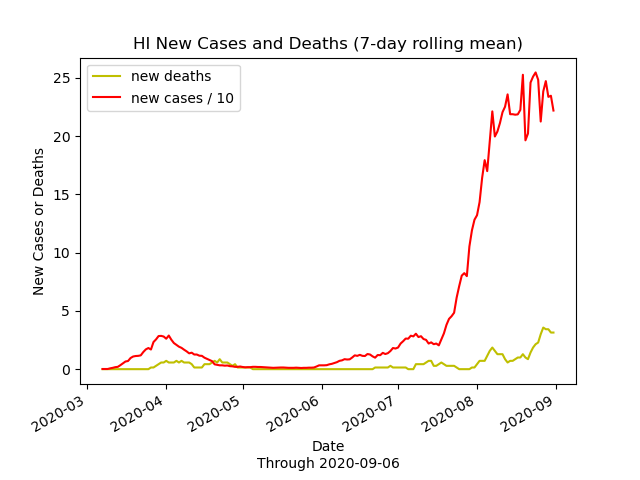 HI New Cases and Deaths (7-day rolling mean)
new deaths
new cases / 10
New Cases or Deaths
25
20
15
10
5
0
2020-03
2020-04
2020-05
2020-06
2020-07
2020-08
2020-09
Date
Through 2020-09-06